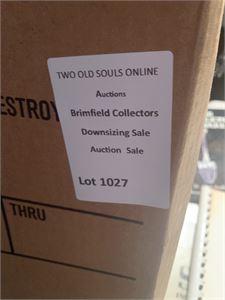 TWO OLD SOULS ONLINE
Auctions
Brimfield Collectors
Downsizing Sale
Auction Sale
Lot 1027
ESTROY
THRU